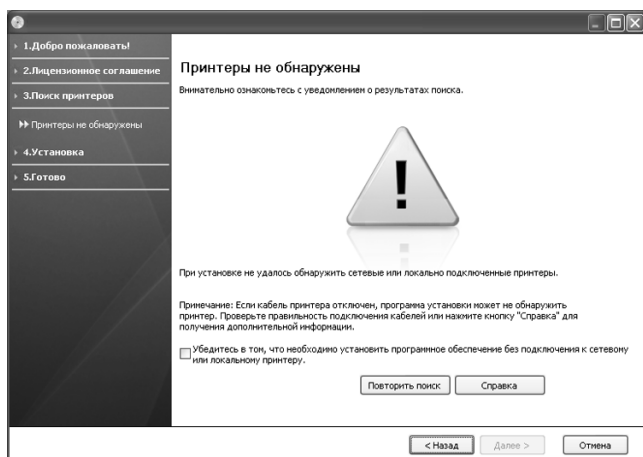 1.Добро пожаловать!
2.Лицензионное соглашение
3.Поиск принтеров
Принтеры не обнаружены
4.Установка
5.Готово
Принтеры не обнаружены
Внимательно ознакомьтесь с уведомлением о результатах поиска.
!
При установке не удалось обнаружить сетевые или локально подключенные принтеры.
Примечание: Если кабель принтера отключен, программа установки может не обнаружить
принтер. Проверьте правильность подключения кабелей или нажмите кнопку "Справка" для
получения дополнительной информации.
Убедитесь в том, что необходимо установить программное обеспечение без подключения к сетевому
или локальному принтеру.
Повторить поиск
Справка
< Назад
Далее >
Отмена